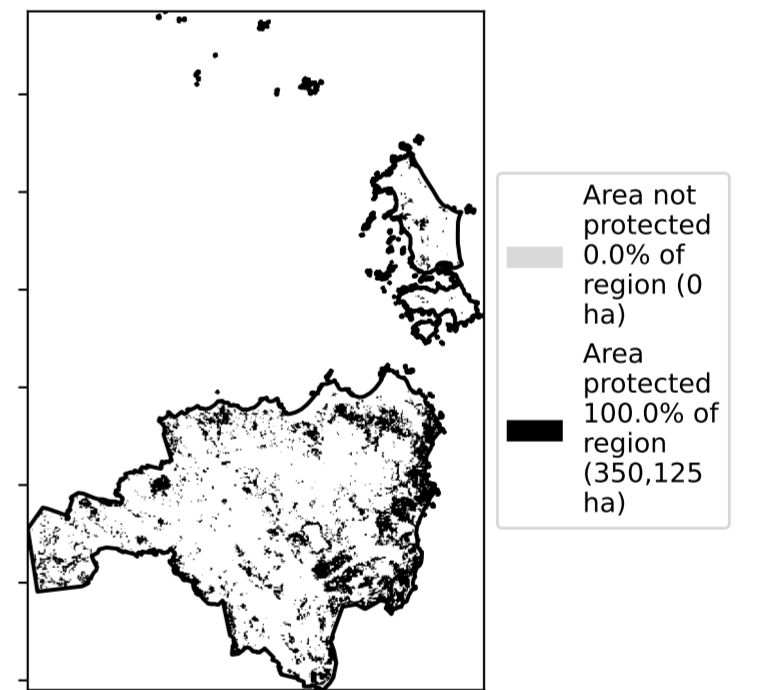 Area not
protected
0.0% of
region (0
ha)
Area
protected
100.0% of
region
(350,125
ha)